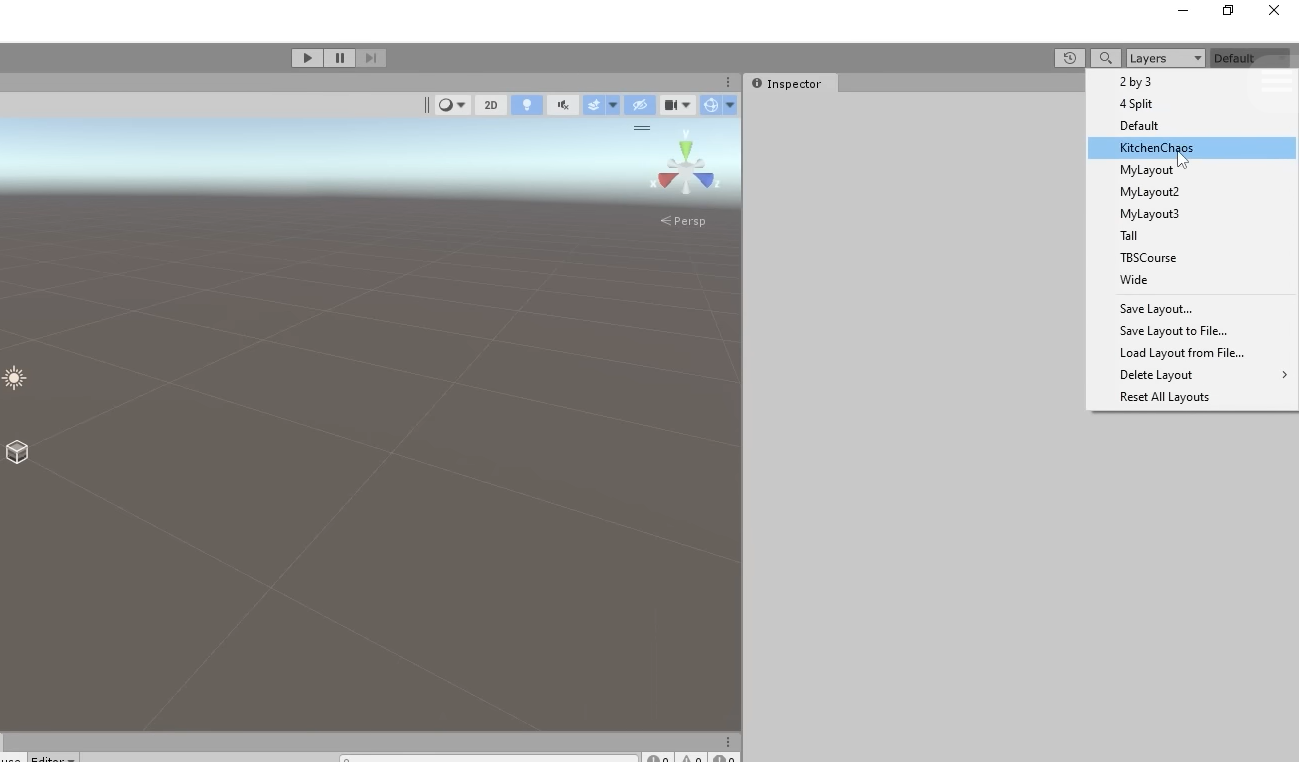 Layers
Default
Inspector
2D
y
x
z
Persp
2 by 3
4 Split
Default
KitchenChaos
MyLayout
MyLayout2
MyLayout3
Tall
TBSCourse
Wide
Save Layout...
Save Layout to File...
Load Layout from File...
Delete Layout
Reset All Layouts
Editor
0
0
0